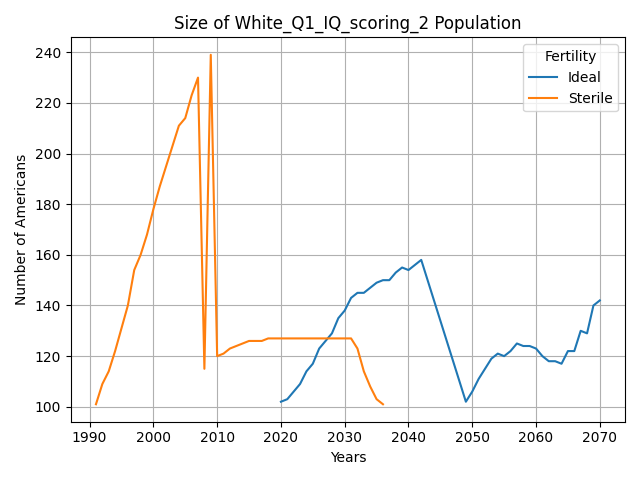 Size of White_Q1_IQ_scoring_2 Population
Number of Americans
240
220
200
180
160
140
120
100
Fertility
Ideal
Sterile
1990 2000 2010 2020 2030 2040 2050 2060 2070
Years